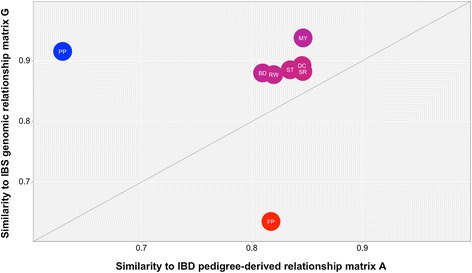 Similarity to IBS genomic relationship matrix G
0.9
0.8
0.7
PP
MY
BD
RW
ST
DC
SR
FP
0.7
0.8
0.9
Similarity to IBD pedigree-derived relationship matrix A